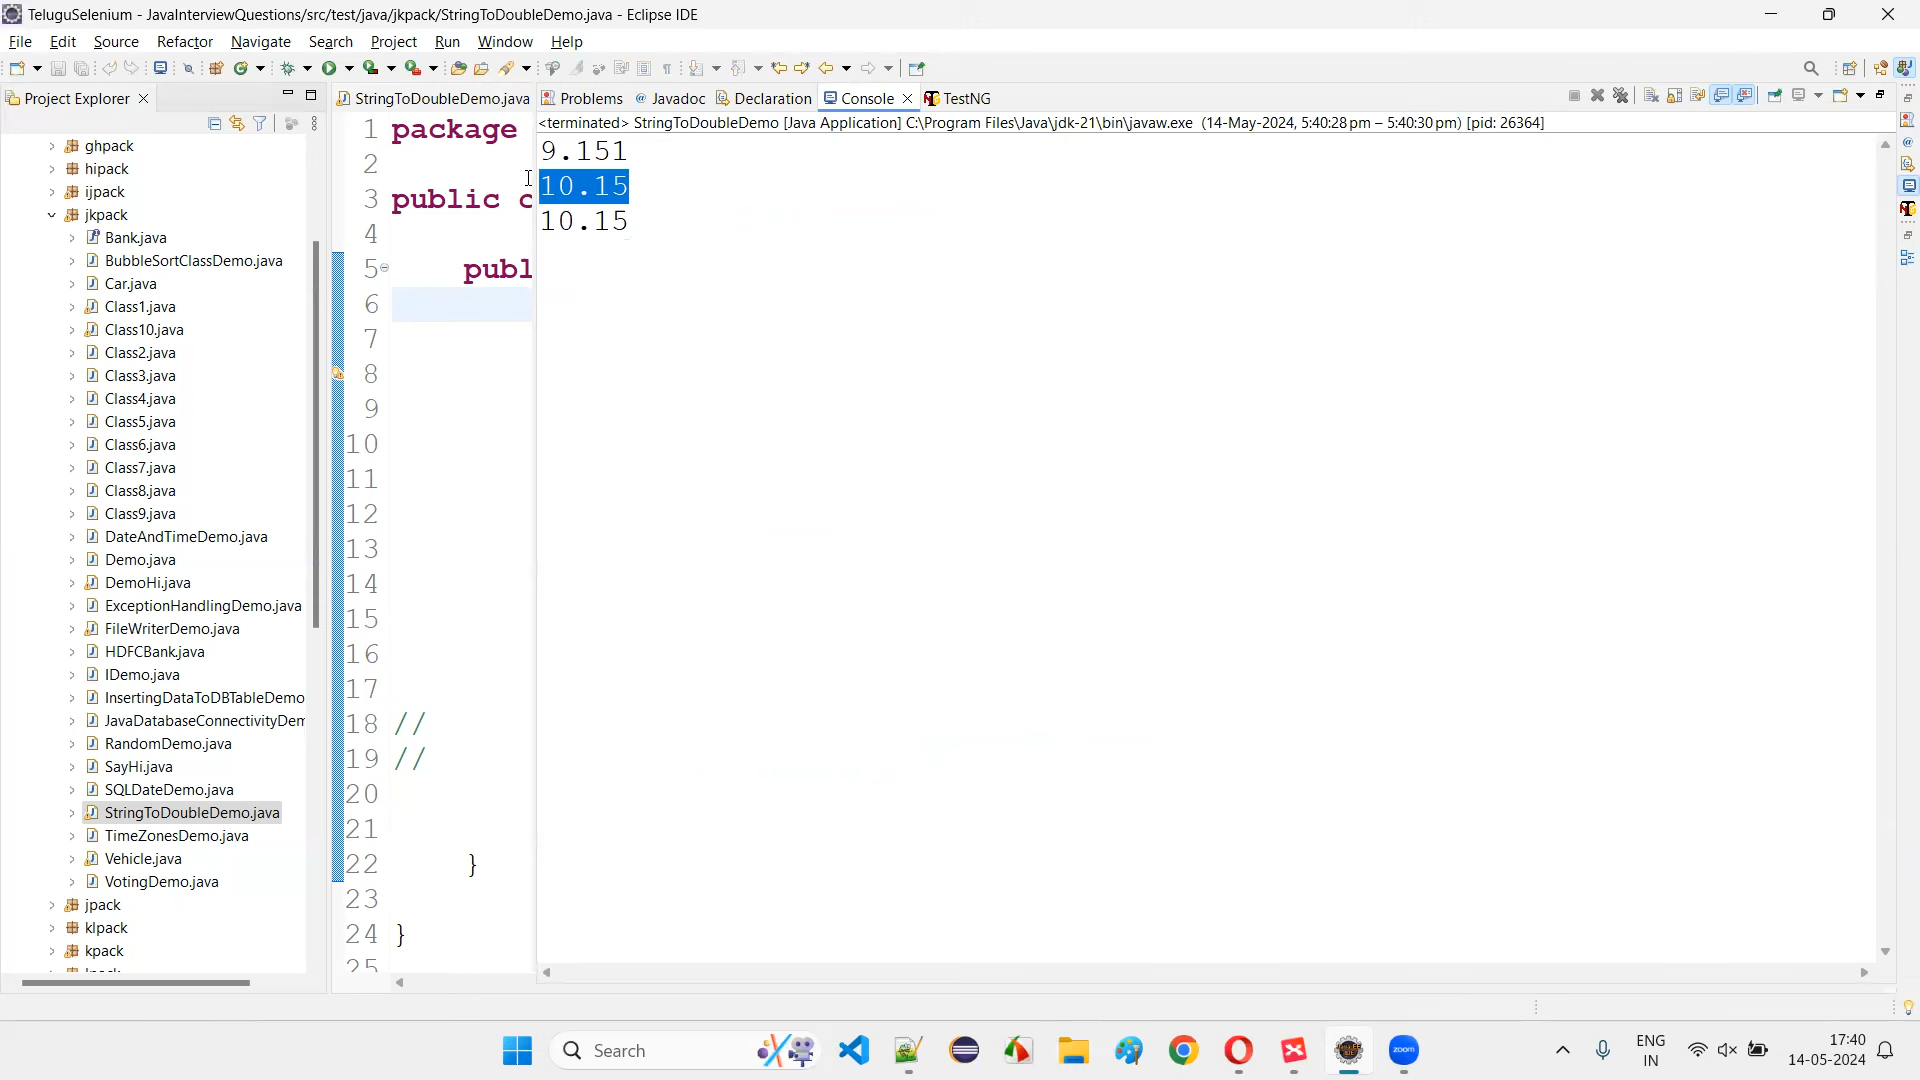 TeluguSelenium - JavaInterviewQuestions/src/test/java/jkpack/StringToDoubleDemo.java - Eclipse IDE
File Edit Source Refactor Navigate Search Project Run Window Help
Project Explorer
ghpack
hipack
ijpack
jkpack
Bank.java
BubbleSortClassDemo.java
Car.java
Class1.java
Class10.java
Class2.java
Class3.java
Class4.java
Class5.java
Class6.java
Class7.java
Class8.java
Class9.java
DateAndTimeDemo.java
Demo.java
DemoHi.java
ExceptionHandlingDemo.java
FileWriterDemo.java
HDFCBank.java
IDemo.java
InsertingDataToDBTableDemo
JavaDatabaseConnectivityDem
RandomDemo.java
SayHi.java
SQLDateDemo.java
StringToDoubleDemo.java
TimeZonesDemo.java
Vehicle.java
VotingDemo.java
jpack
klpack
kpack
StringToDoubleDemo.java
1 package
2
3 public c
4
5 publ
6
7
8
9
10
11
12
13
14
15
16
17
18 //
19 //
20
21
22 }
23
24 }
25
Problems Javadoc Declaration Console TestNG
<terminated> StringToDoubleDemo [Java Application] C:\Program Files\Java\jdk-21\bin\javaw.exe (14-May-2024, 5:40:28 pm – 5:40:30 pm) [pid: 26364]
9.151
10.15
10.15
Search
zoom
ENG
IN
17:40
14-05-2024